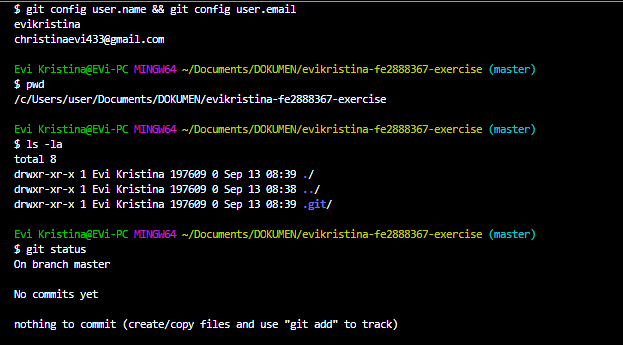 $ git config user.name && git config user.email
evikristina
christinaevi433@gmail.com
Evi Kristina@EVi-PC MINGW64 ~/Documents/DOKUMEN/evikristina-fe2888367-exercise (master)
$ pwd
/c/Users/user/Documents/DOKUMEN/evikristina-fe2888367-exercise
Evi Kristina@EVi-PC MINGW64 ~/Documents/DOKUMEN/evikristina-fe2888367-exercise (master)
$ ls -la
total 8
drwxr-xr-x 1 Evi Kristina 197609 0 Sep 13 08:39 ./
drwxr-xr-x 1 Evi Kristina 197609 0 Sep 13 08:38 ../
drwxr-xr-x 1 Evi Kristina 197609 0 Sep 13 08:39 .git/
Evi Kristina@EVi-PC MINGW64 ~/Documents/DOKUMEN/evikristina-fe2888367-exercise (master)
$ git status
On branch master
No commits yet
nothing to commit (create/copy files and use "git add" to track)